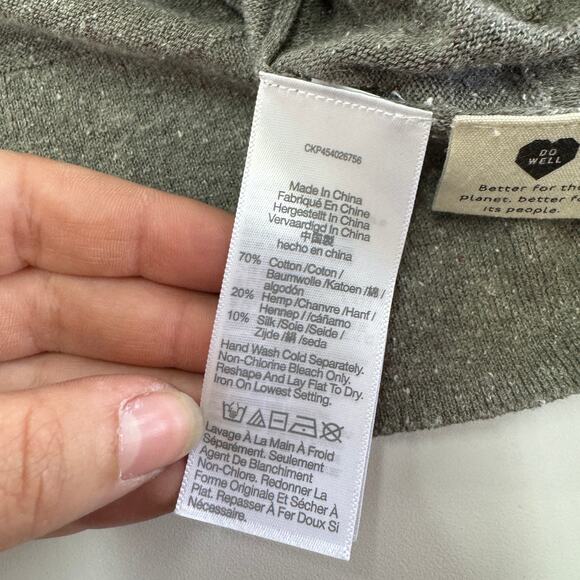 CKP454026756
Made In China
Fabriqué En Chine
Hergestellt In China
Vervaardigd In China
中国製
hecho en china
70% Cotton /Coton /
Baumwolle /Katoen /綿 /
algodón
20% Hemp /Chanvre /Hanf /
Hennep / /cáñamo
10% Silk /Soie /Seide /
Zijde /絹 /seda
Hand Wash Cold Separately.
Non-Chlorine Bleach Only.
Reshape And Lay Flat To Dry.
Iron On Lowest Setting.
Lavage À La Main À Froid
Séparément. Seulement
Agent De Blanchiment
Non-Chlore. Redonner La
Forme Originale Et Sécher À
Plat. Repasser À Fer Doux Si
Nécessaire.
DO
WELL
Better for the
planet, better for
its people.